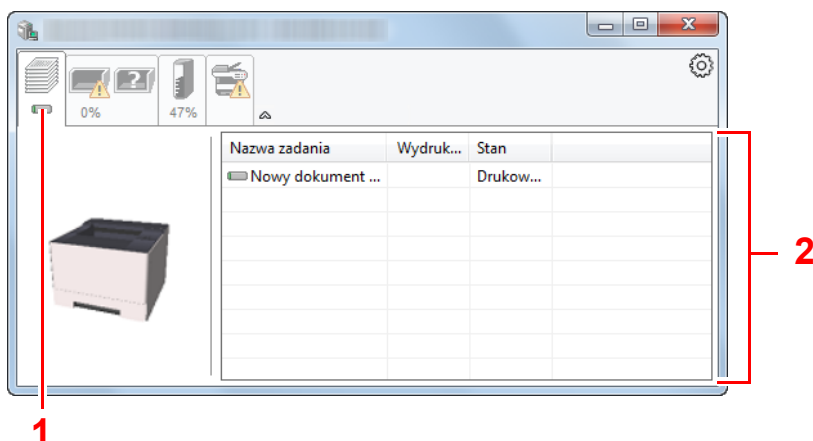 0% ? 47%
Nazwa zadania Wydruk... Stan
Nowy dokument ... Drukow...
2
1